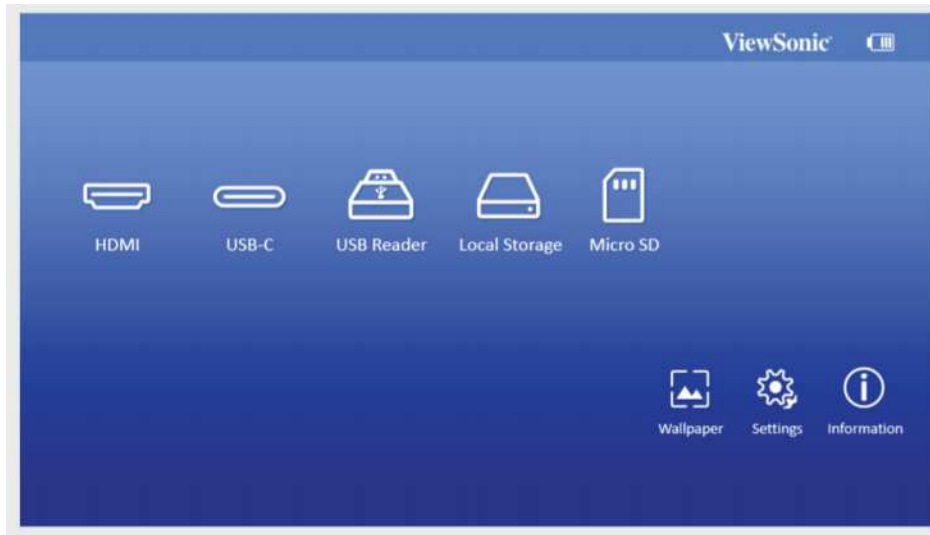 ViewSonic
HDMI USB-C USB Reader Local Storage Micro SD
Wallpaper Settings Information